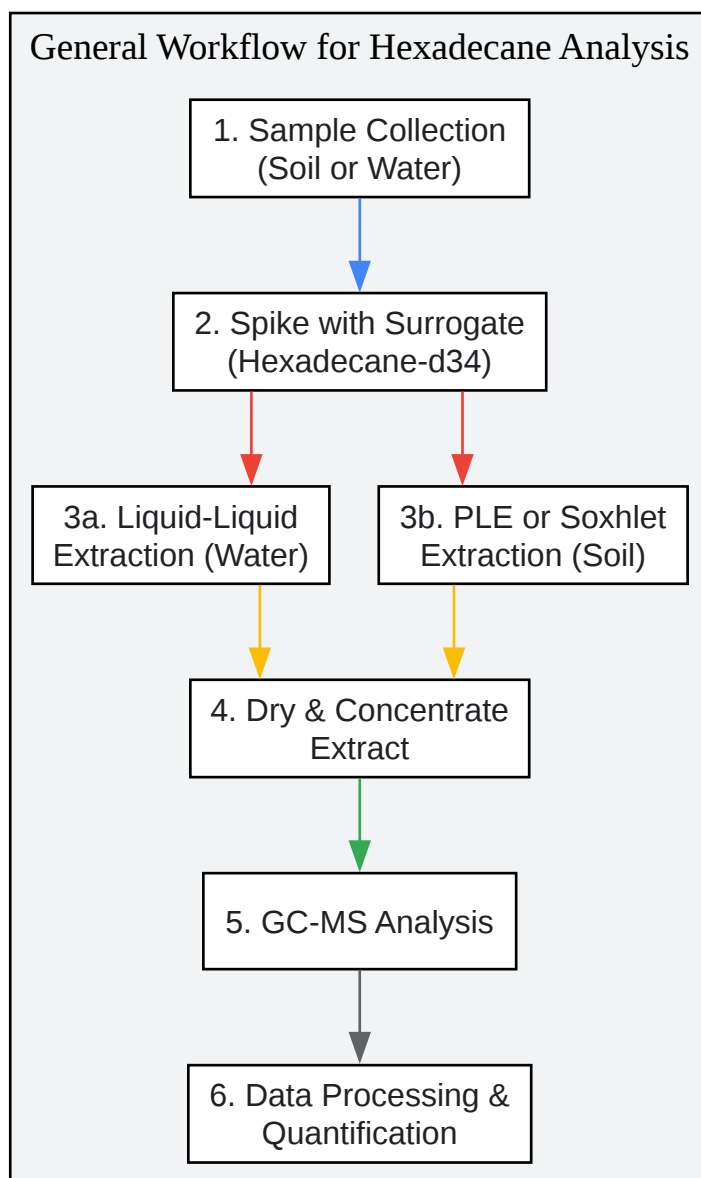 General Workflow for Hexadecane Analysis
1. Sample Collection
(Soil or Water)
2. Spike with Surrogate
(Hexadecane-d34)
3a. Liquid-Liquid
Extraction (Water)
3b. PLE or Soxhlet
Extraction (Soil)
4. Dry & Concentrate
Extract
5. GC-MS Analysis
6. Data Processing &
Quantification